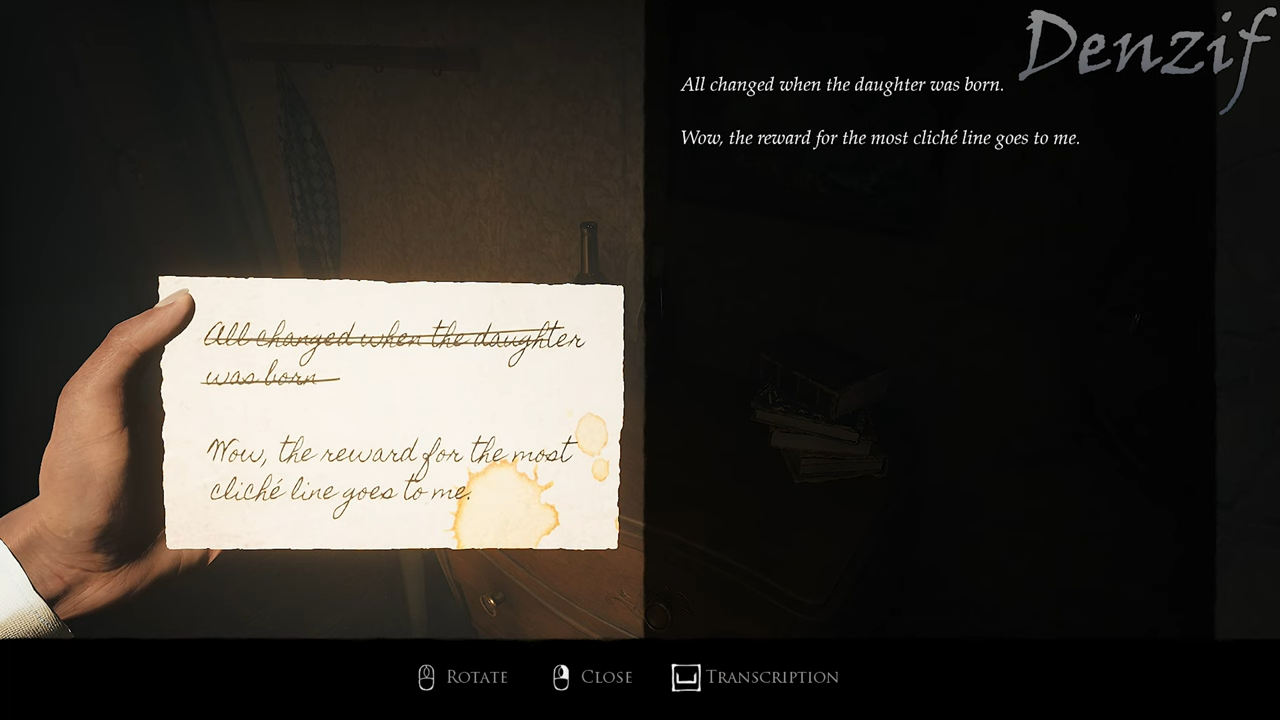 Denzif
All changed when the daughter was born.
Wow, the reward for the most cliché line goes to me.
All changed when the daughter
was born
Wow, the reward for the most
cliché line goes to me.
ROTATE
CLOSE
TRANSCRIPTION